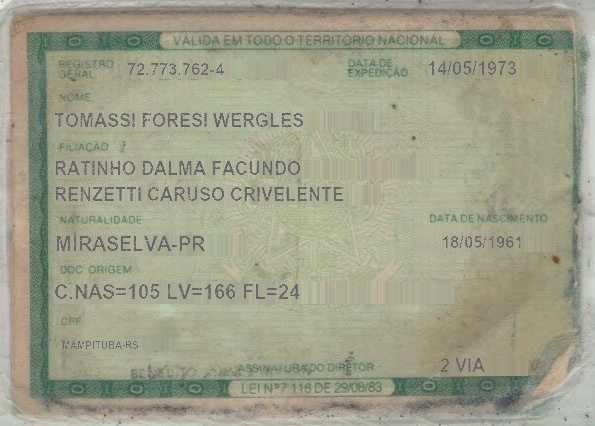 VÁLIDA EM TODO O TERRITÓRIO NACIONAL
REGISTRO GERAL 72.773.762-4 DATA DE EXPEDIÇÃO 14/05/1973
NOME
TOMASSI FORESI WERGLES
FILIAÇÃO
RATINHO DALMA FACUNDO
RENZETTI CARUSO CRIVELENTE
NATURALIDADE DATA DE NASCIMENTO
MIRASELVA-PR 18/05/1961
DOC ORIGEM
C.NAS=105 LV=166 FL=24
CPF
MAMPITUBA-RS
ASSINATURA DO DIRETOR 2 VIA
LEI Nº 7.116 DE 29/08/83